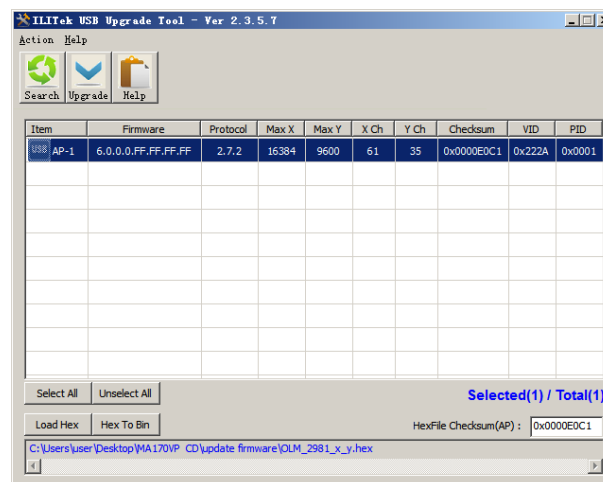 ILITek USB Upgrade Tool - Ver 2.3.5.7
Action Help
Search Upgrade Help
Item Firmware Protocol Max X Max Y X Ch Y Ch Checksum VID PID
USB AP-1 6.0.0.0.FF.FF.FF.FF 2.7.2 16384 9600 61 35 0x0000E0C1 0x222A 0x0001
Select All Unselect All Selected(1) / Total(1)
Load Hex Hex To Bin HexFile Checksum(AP) : 0x0000E0C1
C:\Users\user\Desktop\MA170VP CD\update firmware\OLM_2981_x_y.hex